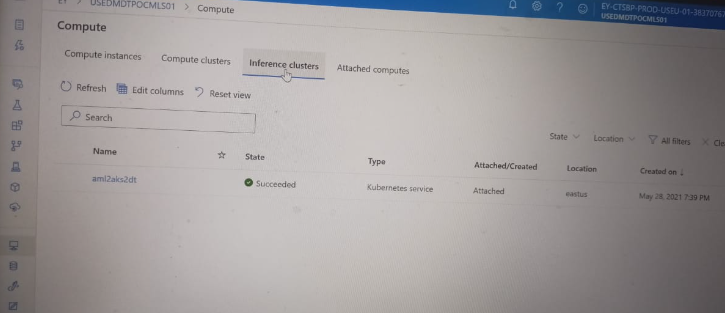 EY > USEDMDTPOCMLS01 > Compute
EY-CTSBP-PROD-USEU-01-38370767
USEDMDTPOCMLS01
Compute
Compute instances Compute clusters Inference clusters Attached computes
Refresh Edit columns Reset view
Search
State Location All filters
Name State Type Attached/Created Location Created on ↓
aml2aks2dt Succeeded Kubernetes service Attached eastus May 28, 2021 7:39 PM